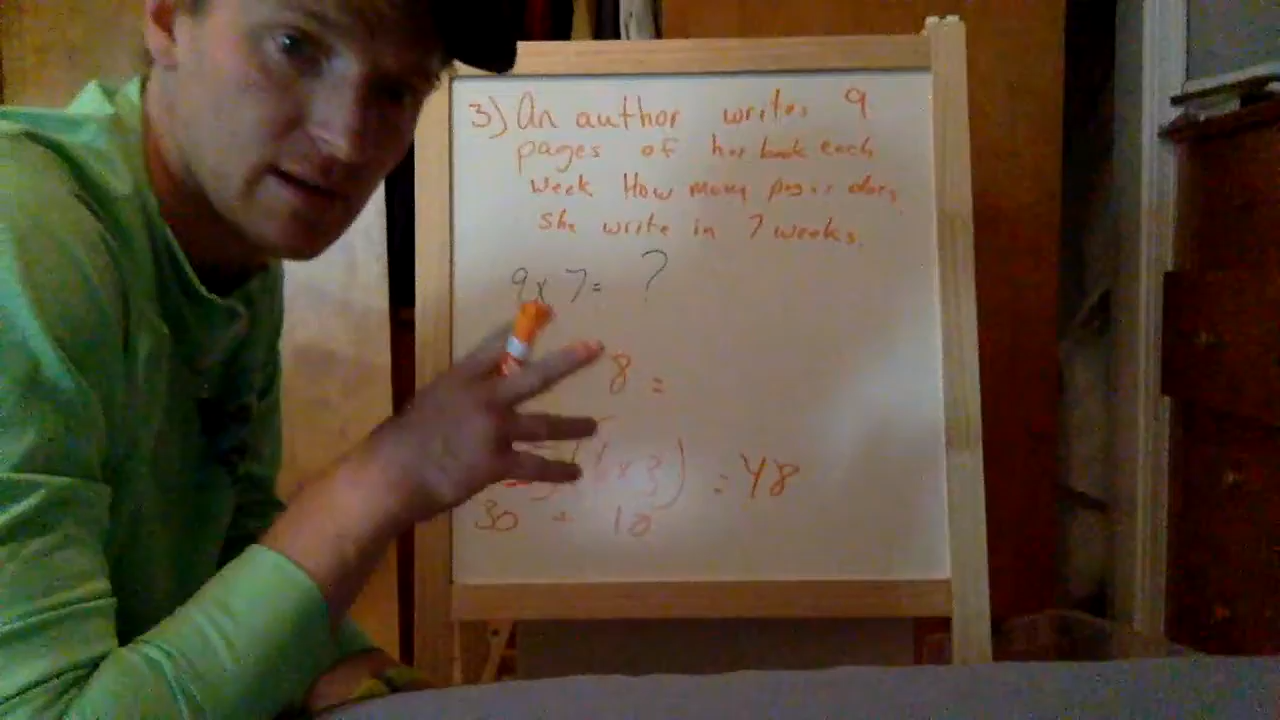 3) An author writes 9
pages of her book each
week How many pages does
she write in 7 weeks.
9 x 7 = ?
8 =
x 3) = 48
30 + 18